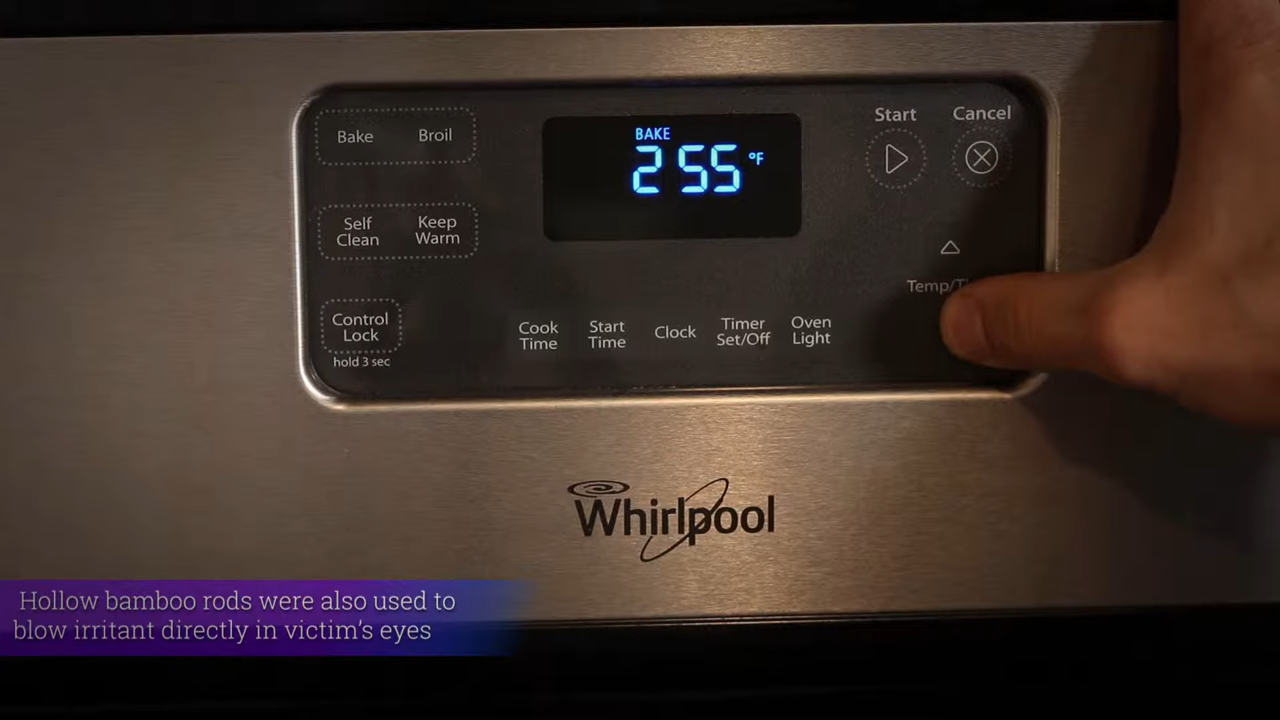 Bake
Broil
BAKE
255 °F
Start
Cancel
Self
Clean
Keep
Warm
Control
Lock
hold 3 sec
Cook
Time
Start
Time
Clock
Timer
Set/Off
Oven
Light
Whirlpool
Hollow bamboo rods were also used to
blow irritant directly in victim's eyes